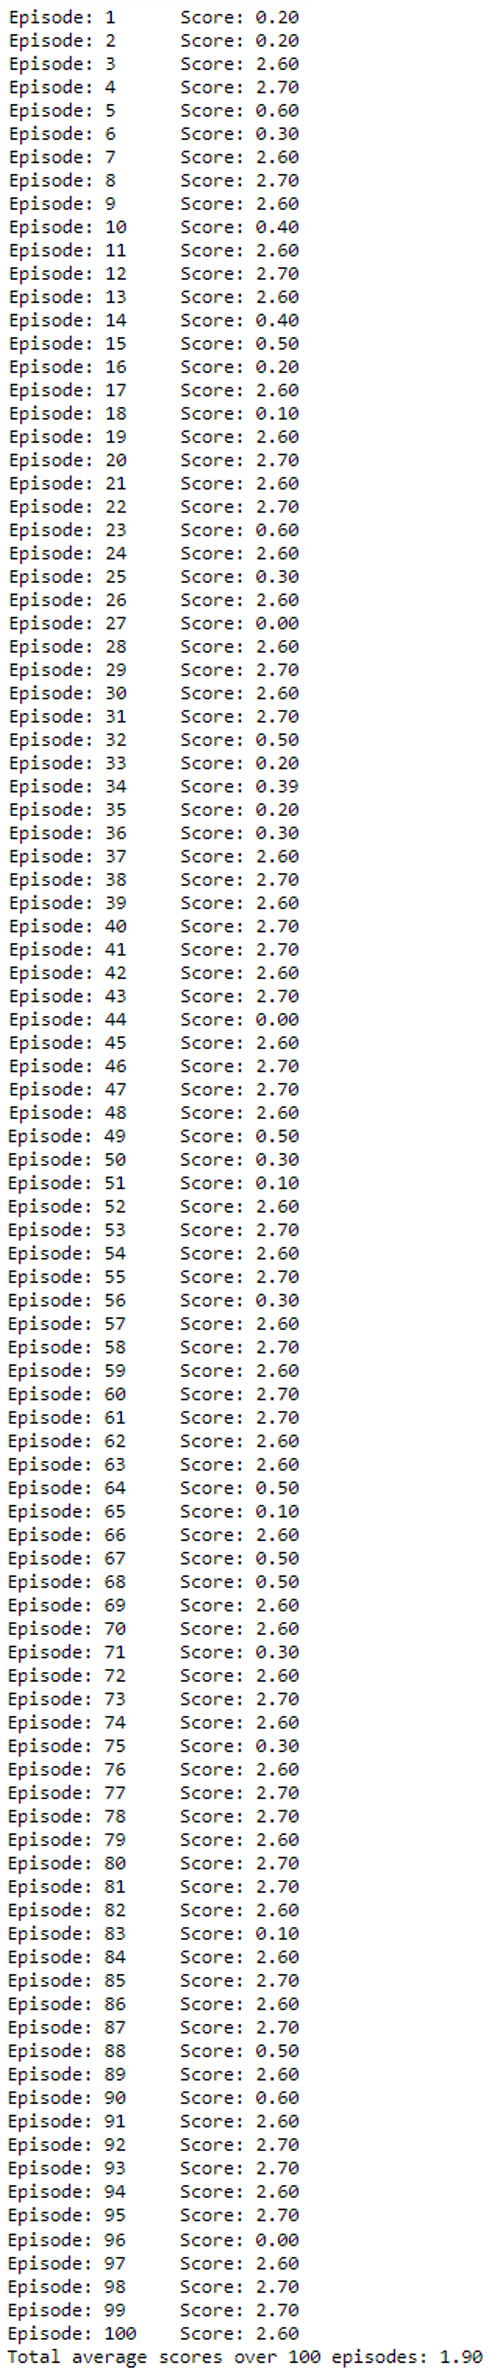 Episode: 1 Score: 0.20
Episode: 2 Score: 0.20
Episode: 3 Score: 2.60
Episode: 4 Score: 2.70
Episode: 5 Score: 0.60
Episode: 6 Score: 0.30
Episode: 7 Score: 2.60
Episode: 8 Score: 2.70
Episode: 9 Score: 2.60
Episode: 10 Score: 0.40
Episode: 11 Score: 2.60
Episode: 12 Score: 2.70
Episode: 13 Score: 2.60
Episode: 14 Score: 0.40
Episode: 15 Score: 0.50
Episode: 16 Score: 0.20
Episode: 17 Score: 2.60
Episode: 18 Score: 0.10
Episode: 19 Score: 2.60
Episode: 20 Score: 2.70
Episode: 21 Score: 2.60
Episode: 22 Score: 2.70
Episode: 23 Score: 0.60
Episode: 24 Score: 2.60
Episode: 25 Score: 0.30
Episode: 26 Score: 2.60
Episode: 27 Score: 0.00
Episode: 28 Score: 2.60
Episode: 29 Score: 2.70
Episode: 30 Score: 2.60
Episode: 31 Score: 2.70
Episode: 32 Score: 0.50
Episode: 33 Score: 0.20
Episode: 34 Score: 0.39
Episode: 35 Score: 0.20
Episode: 36 Score: 0.30
Episode: 37 Score: 2.60
Episode: 38 Score: 2.70
Episode: 39 Score: 2.60
Episode: 40 Score: 2.70
Episode: 41 Score: 2.70
Episode: 42 Score: 2.60
Episode: 43 Score: 2.70
Episode: 44 Score: 0.00
Episode: 45 Score: 2.60
Episode: 46 Score: 2.70
Episode: 47 Score: 2.70
Episode: 48 Score: 2.60
Episode: 49 Score: 0.50
Episode: 50 Score: 0.30
Episode: 51 Score: 0.10
Episode: 52 Score: 2.60
Episode: 53 Score: 2.70
Episode: 54 Score: 2.60
Episode: 55 Score: 2.70
Episode: 56 Score: 0.30
Episode: 57 Score: 2.60
Episode: 58 Score: 2.70
Episode: 59 Score: 2.60
Episode: 60 Score: 2.70
Episode: 61 Score: 2.70
Episode: 62 Score: 2.60
Episode: 63 Score: 2.60
Episode: 64 Score: 0.50
Episode: 65 Score: 0.10
Episode: 66 Score: 2.60
Episode: 67 Score: 0.50
Episode: 68 Score: 0.50
Episode: 69 Score: 2.60
Episode: 70 Score: 2.60
Episode: 71 Score: 0.30
Episode: 72 Score: 2.60
Episode: 73 Score: 2.70
Episode: 74 Score: 2.60
Episode: 75 Score: 0.30
Episode: 76 Score: 2.60
Episode: 77 Score: 2.70
Episode: 78 Score: 2.70
Episode: 79 Score: 2.60
Episode: 80 Score: 2.70
Episode: 81 Score: 2.70
Episode: 82 Score: 2.60
Episode: 83 Score: 0.10
Episode: 84 Score: 2.60
Episode: 85 Score: 2.70
Episode: 86 Score: 2.60
Episode: 87 Score: 2.70
Episode: 88 Score: 0.50
Episode: 89 Score: 2.60
Episode: 90 Score: 0.60
Episode: 91 Score: 2.60
Episode: 92 Score: 2.70
Episode: 93 Score: 2.70
Episode: 94 Score: 2.60
Episode: 95 Score: 2.70
Episode: 96 Score: 0.00
Episode: 97 Score: 2.60
Episode: 98 Score: 2.70
Episode: 99 Score: 2.70
Episode: 100 Score: 2.60
Total average scores over 100 episodes: 1.90